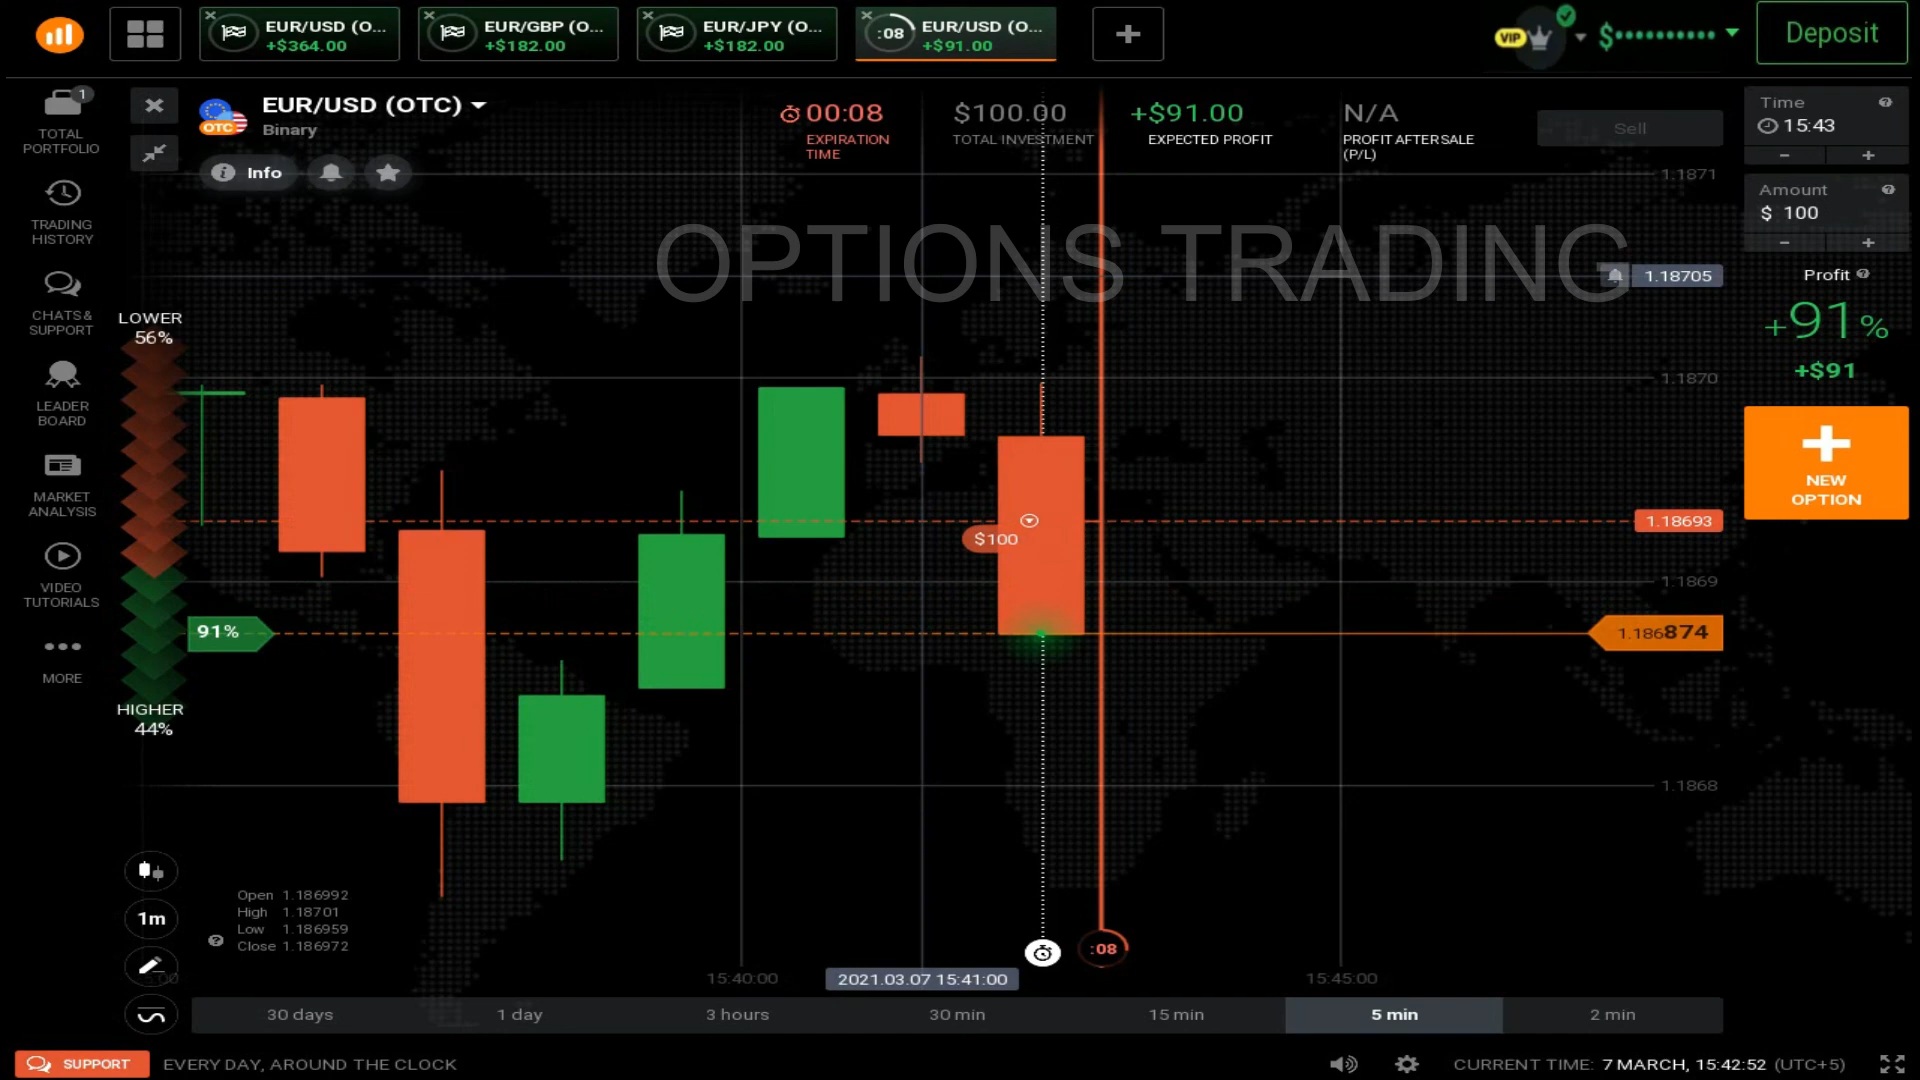 EUR/USD (O...
+$364.00
EUR/GBP (O...
+$182.00
EUR/JPY (O...
+$182.00
:08
EUR/USD (O...
+$91.00
VIP
$
Deposit
1
TOTAL
PORTFOLIO
TRADING
HISTORY
CHATS &
SUPPORT
LEADER
BOARD
MARKET
ANALYSIS
VIDEO
TUTORIALS
MORE
EUR/USD (OTC)
OTC
Binary
Info
00:08
EXPIRATION
TIME
$100.00
TOTAL INVESTMENT
+$91.00
EXPECTED PROFIT
N/A
PROFIT AFTER SALE
(P/L)
Sell
Time
15:43
- +
Amount
$ 100
- +
Profit
+91%
+$91
NEW
OPTION
OPTIONS TRADING
1.1871
1.18705
1.1870
1.18693
1.1869
1.186874
1.1868
LOWER
56%
91%
HIGHER
44%
$100
1m
Open 1.186992
High 1.18701
Low 1.186959
Close 1.186972
:08
15:40:00
2021.03.07 15:41:00
15:45:00
30 days
1 day
3 hours
30 min
15 min
5 min
2 min
SUPPORT
EVERY DAY, AROUND THE CLOCK
CURRENT TIME: 7 MARCH, 15:42:52 (UTC+5)